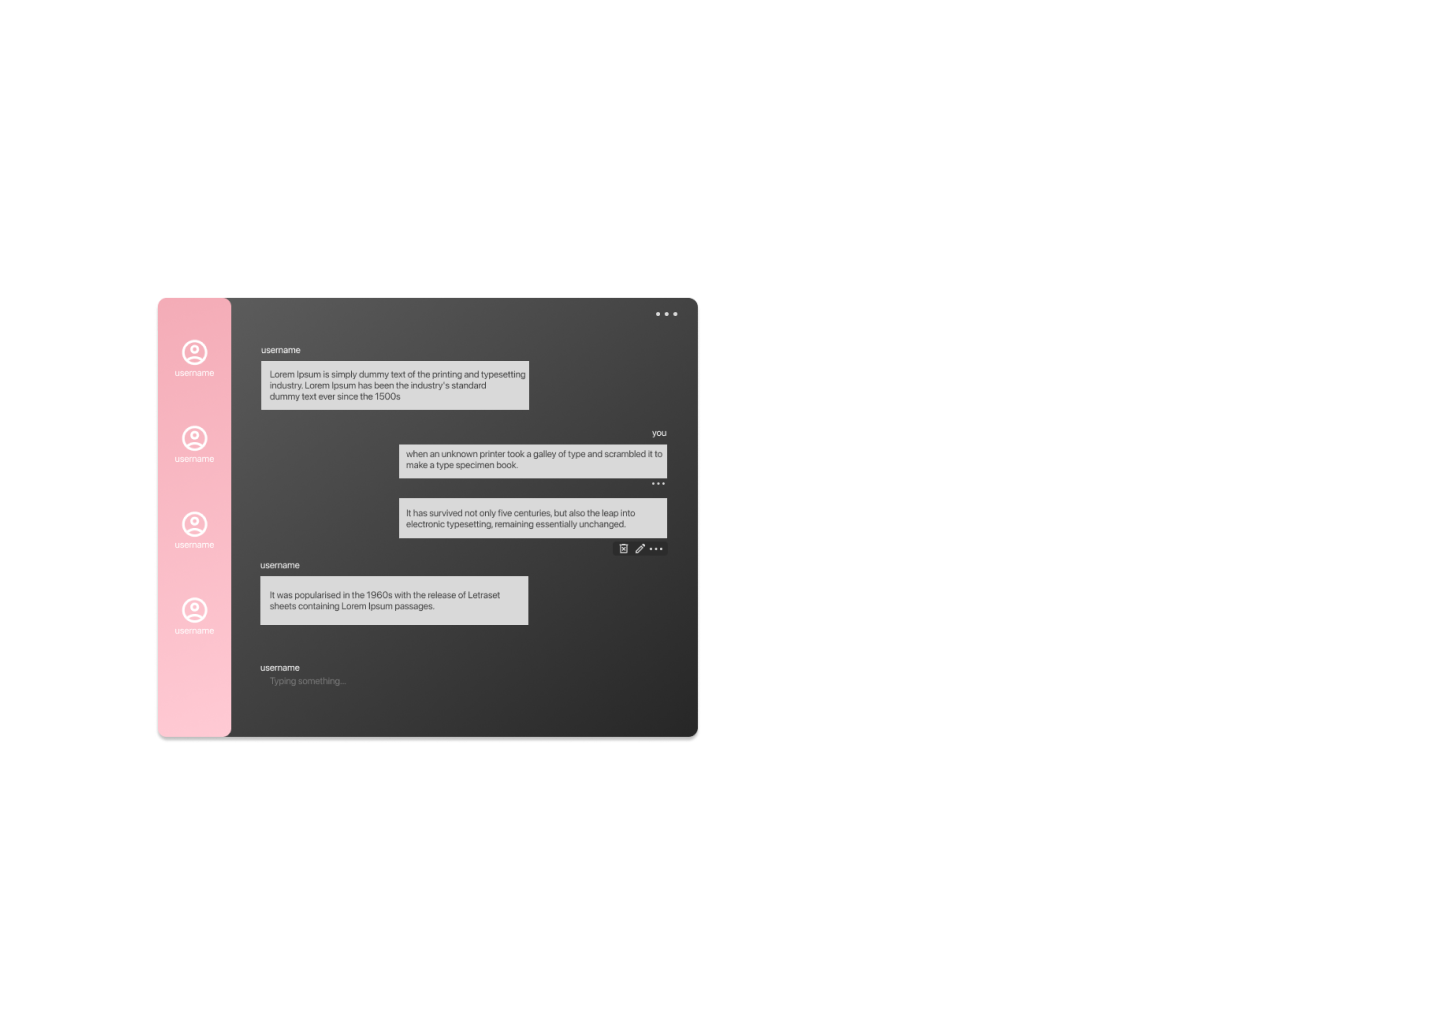 username
username
username
username
username
Lorem Ipsum is simply dummy text of the printing and typesetting
industry. Lorem Ipsum has been the industry's standard
dummy text ever since the 1500s
you
when an unknown printer took a galley of type and scrambled it to
make a type specimen book.
It has survived not only five centuries, but also the leap into
electronic typesetting, remaining essentially unchanged.
username
It was popularised in the 1960s with the release of Letraset
sheets containing Lorem Ipsum passages.
username
Typing something...